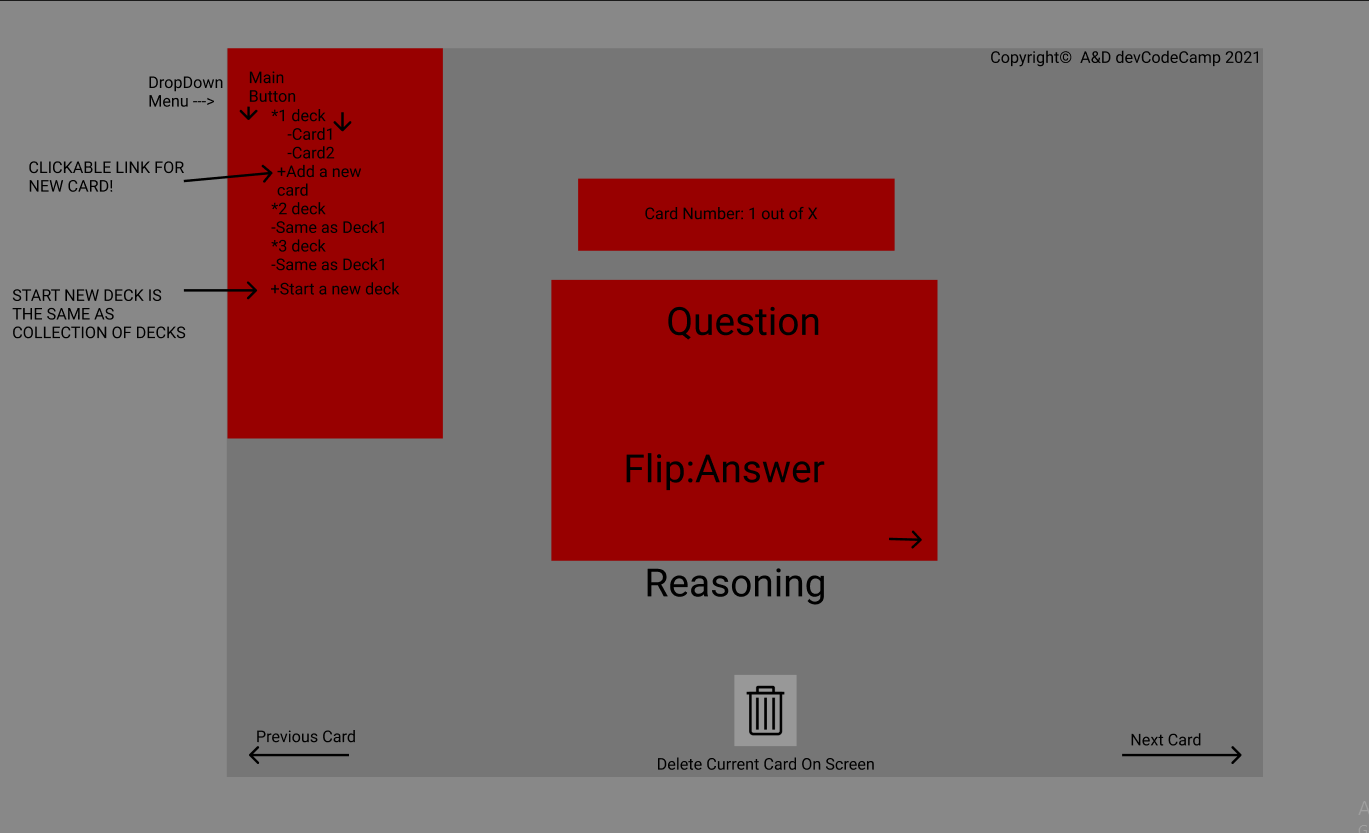 Copyright© A&D devCodeCamp 2021
DropDown
Menu --->
Main
Button
*1 deck
-Card1
-Card2
+Add a new
card
*2 deck
-Same as Deck1
*3 deck
-Same as Deck1
+Start a new deck
CLICKABLE LINK FOR
NEW CARD!
START NEW DECK IS
THE SAME AS
COLLECTION OF DECKS
Card Number: 1 out of X
Question
Flip:Answer
Reasoning
Previous Card
Delete Current Card On Screen
Next Card